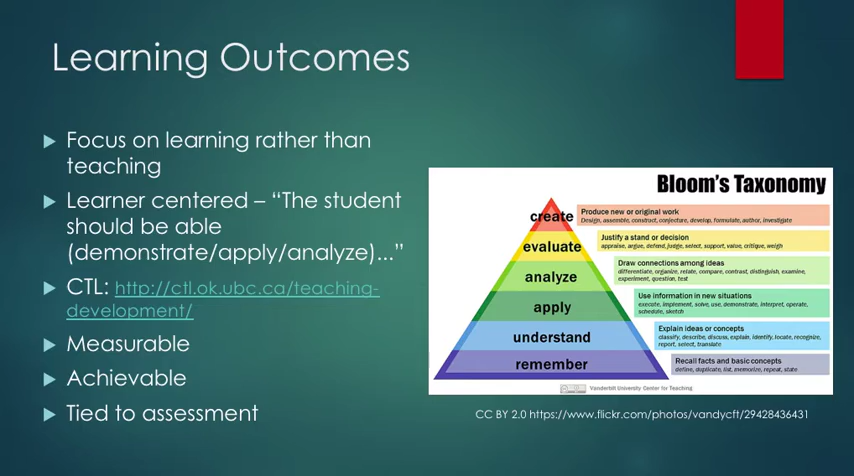 Learning Outcomes
Focus on learning rather than
teaching
Learner centered – “The student
should be able
(demonstrate/apply/analyze)...”
CTL: http://ctl.ok.ubc.ca/teaching-
development/
Measurable
Achievable
Tied to assessment
Bloom's Taxonomy
create
Produce new or original work
Design, assemble, construct, conjecture, develop, formulate, author, investigate
evaluate
Justify a stand or decision
appraise, argue, defend, judge, select, support, value, critique, weigh
analyze
Draw connections among ideas
differentiate, organize, relate, compare, contrast, distinguish, examine,
experiment, question, test
apply
Use information in new situations
execute, implement, solve, use, demonstrate, interpret, operate,
schedule, sketch
understand
Explain ideas or concepts
classify, describe, discuss, explain, identify, locate, recognize,
report, select, translate
remember
Recall facts and basic concepts
define, duplicate, list, memorize, repeat, state
Vanderbilt University Center for Teaching
CC BY 2.0 https://www.flickr.com/photos/vandycft/29428436431